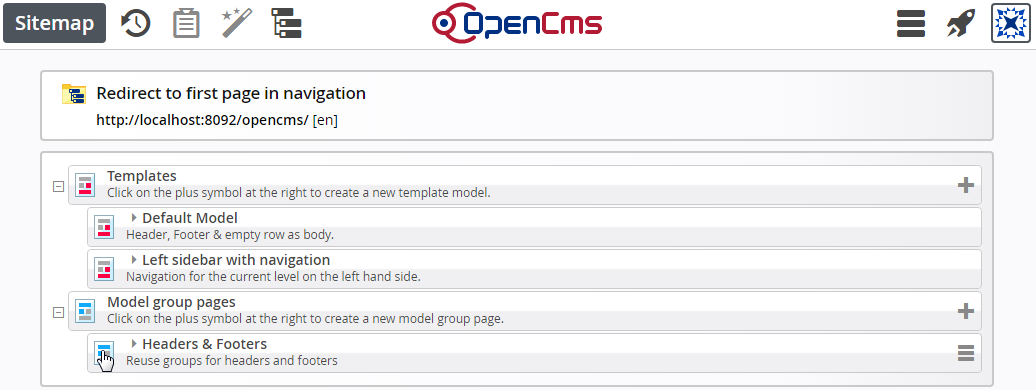 Sitemap
OpenCms
Redirect to first page in navigation
http://localhost:8092/opencms/ [en]
Templates
Click on the plus symbol at the right to create a new template model.
Default Model
Header, Footer & empty row as body.
Left sidebar with navigation
Navigation for the current level on the left hand side.
Model group pages
Click on the plus symbol at the right to create a new model group page.
Headers & Footers
Reuse groups for headers and footers